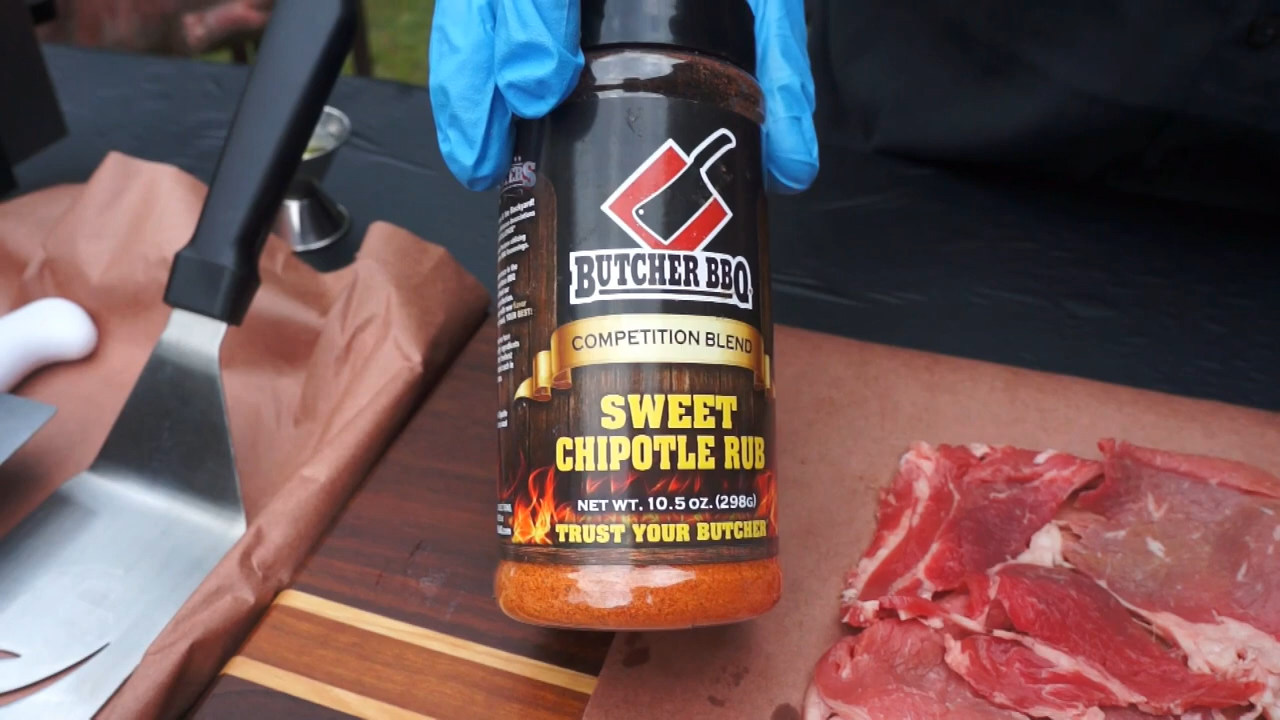 BUTCHER BBQ
COMPETITION BLEND
SWEET
CHIPOTLE RUB
NET WT. 10.5 OZ. (298G)
TRUST YOUR BUTCHER